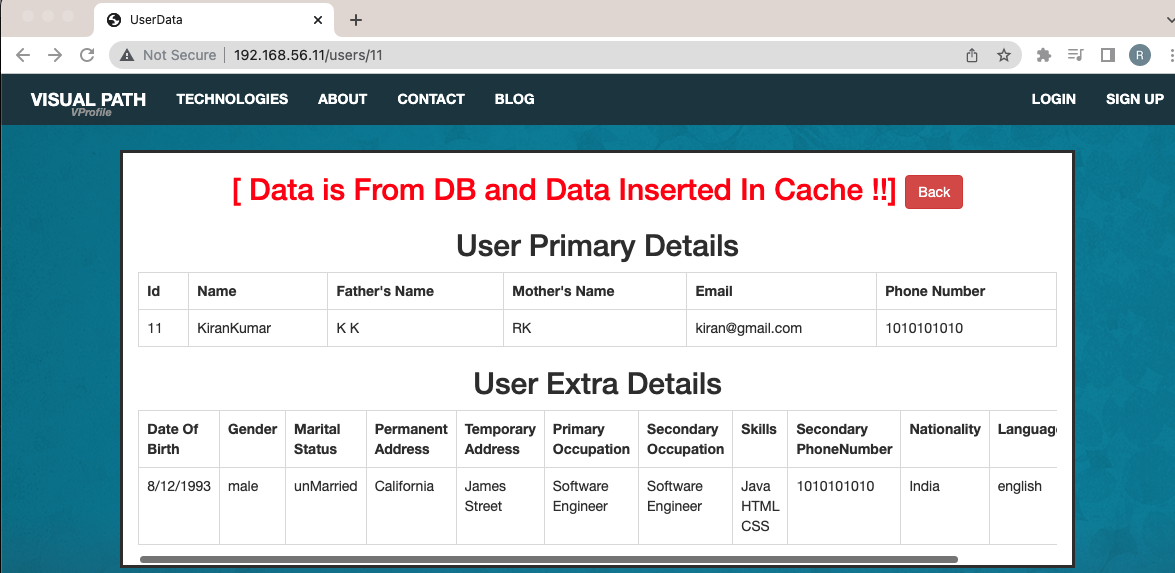 UserData
Not Secure 192.168.56.11/users/11
R
VISUAL PATH TECHNOLOGIES ABOUT CONTACT BLOG LOGIN SIGN UP
VProfile
[ Data is From DB and Data Inserted In Cache !!] Back
User Primary Details
Id Name Father's Name Mother's Name Email Phone Number
11 KiranKumar K K RK kiran@gmail.com 1010101010
User Extra Details
Date Of Gender Marital Permanent Temporary Primary Secondary Skills Secondary Nationality Language
Birth Status Address Address Occupation Occupation PhoneNumber
8/12/1993 male unMarried California James Software Software Java 1010101010 India english
Street Engineer Engineer HTML
CSS